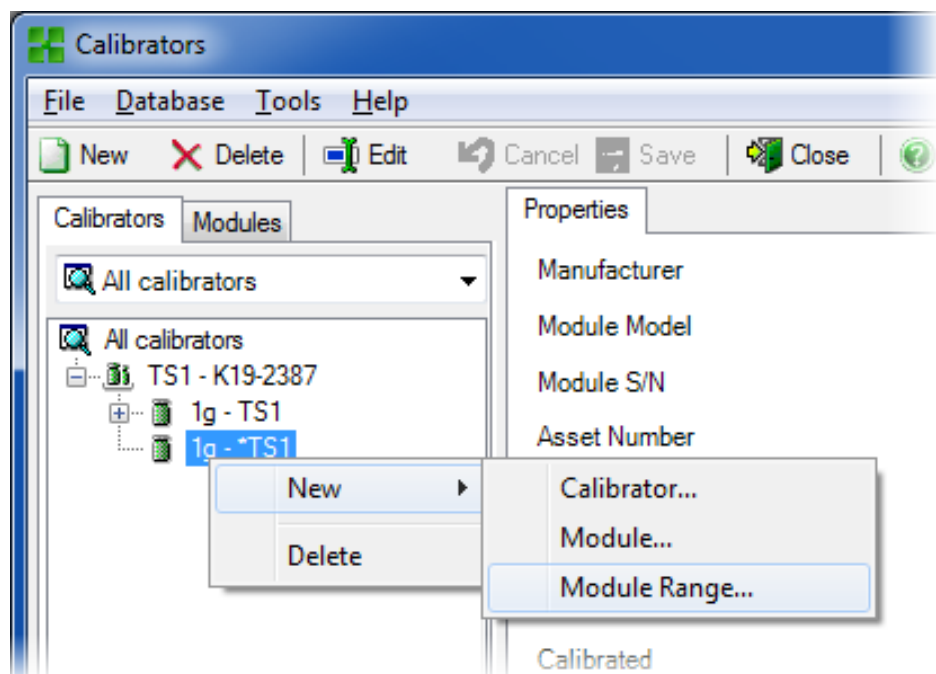 Calibrators
File Database Tools Help
New Delete Edit Cancel Save Close
Calibrators Modules
All calibrators
All calibrators
TS1 - K19-2387
1g - TS1
1g - *TS1
New
Delete
Calibrator...
Module...
Module Range...
Properties
Manufacturer
Module Model
Module S/N
Asset Number
Calibrated